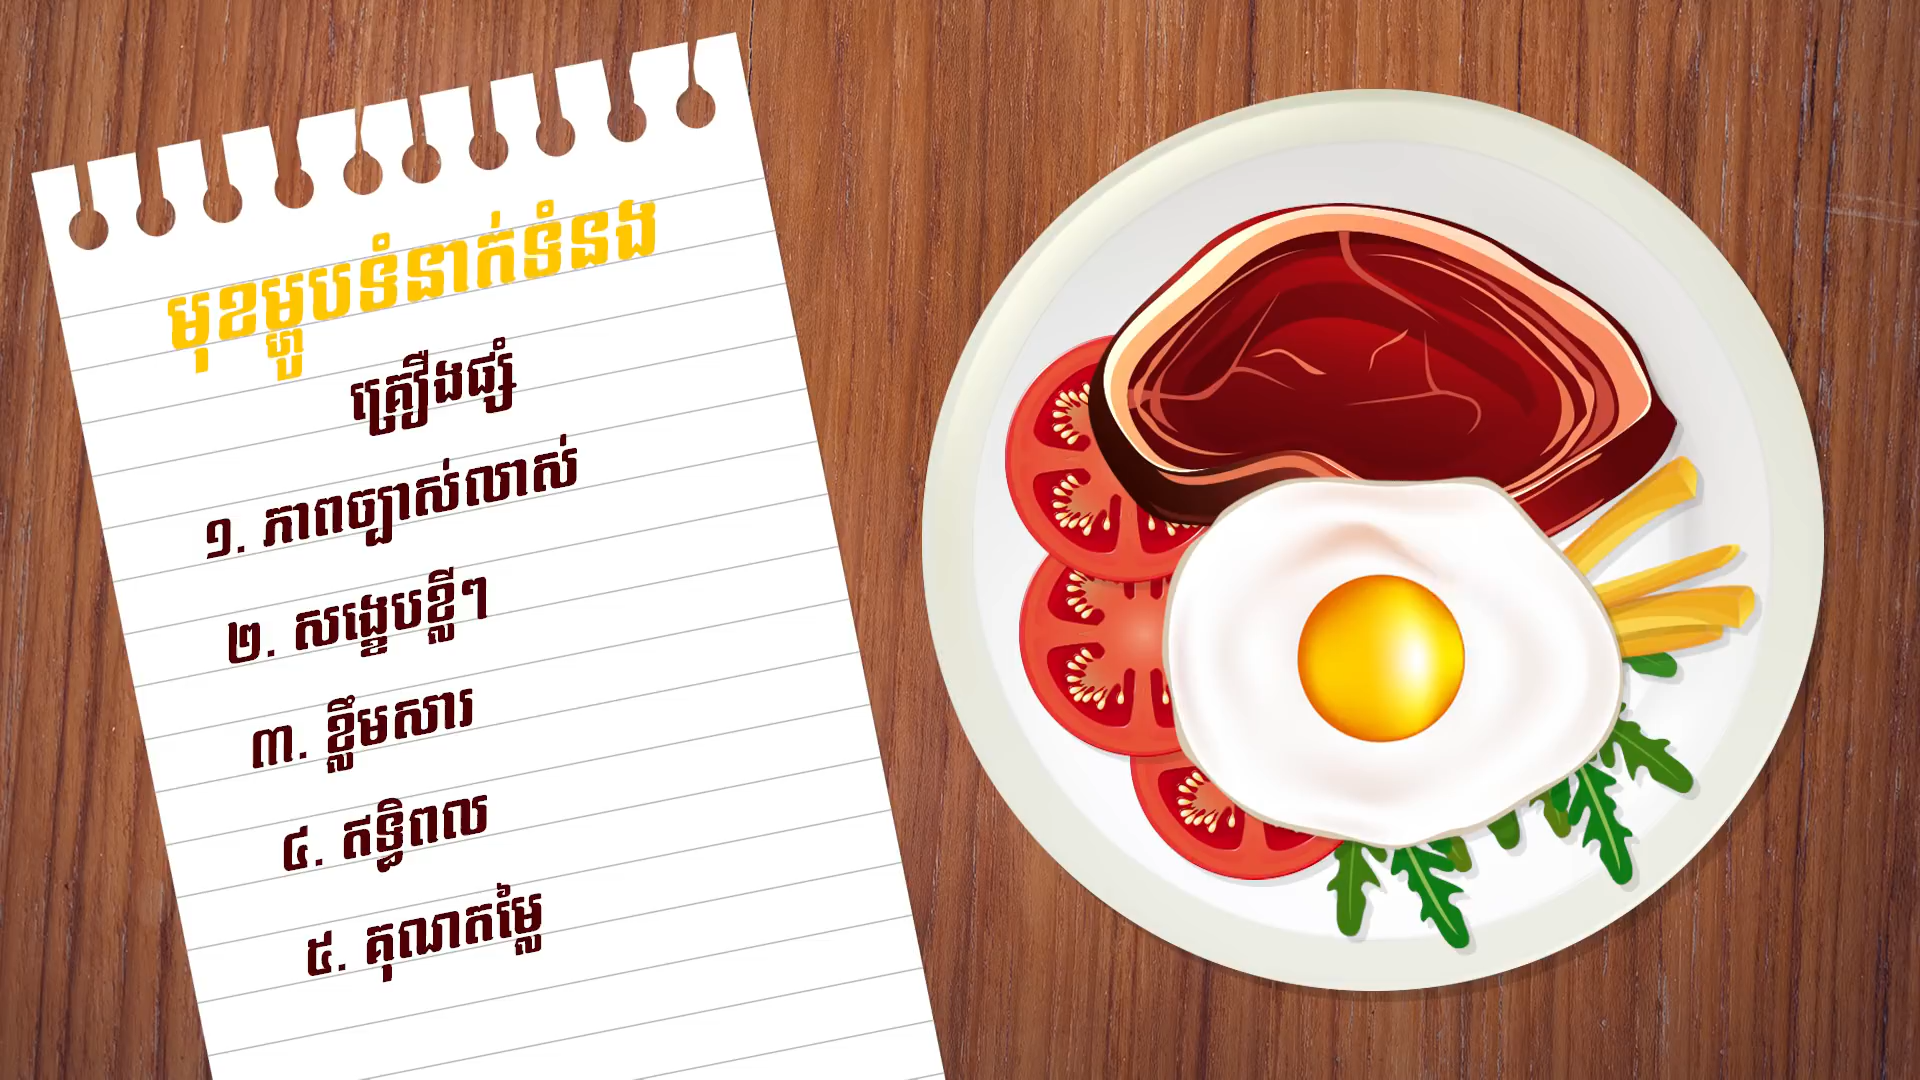 មុខម្ហូបទំនាក់ទំនង
គ្រឿងផ្សំ
១. ភាពច្បាស់លាស់
២. សង្ខេបខ្លីៗ
៣. ខ្លឹមសារ
៤. ឥទ្ធិពល
៥. គុណតម្លៃ